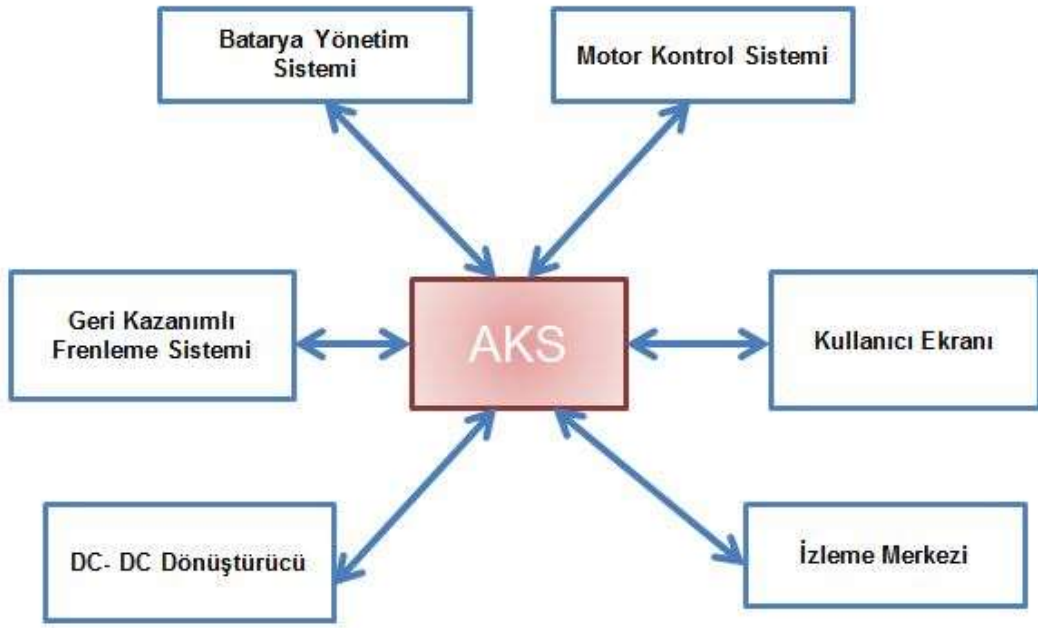 Batarya Yönetim
Sistemi
Motor Kontrol Sistemi
Geri Kazanımlı
Frenleme Sistemi
AKS
Kullanıcı Ekranı
DC- DC Dönüştürücü
İzleme Merkezi